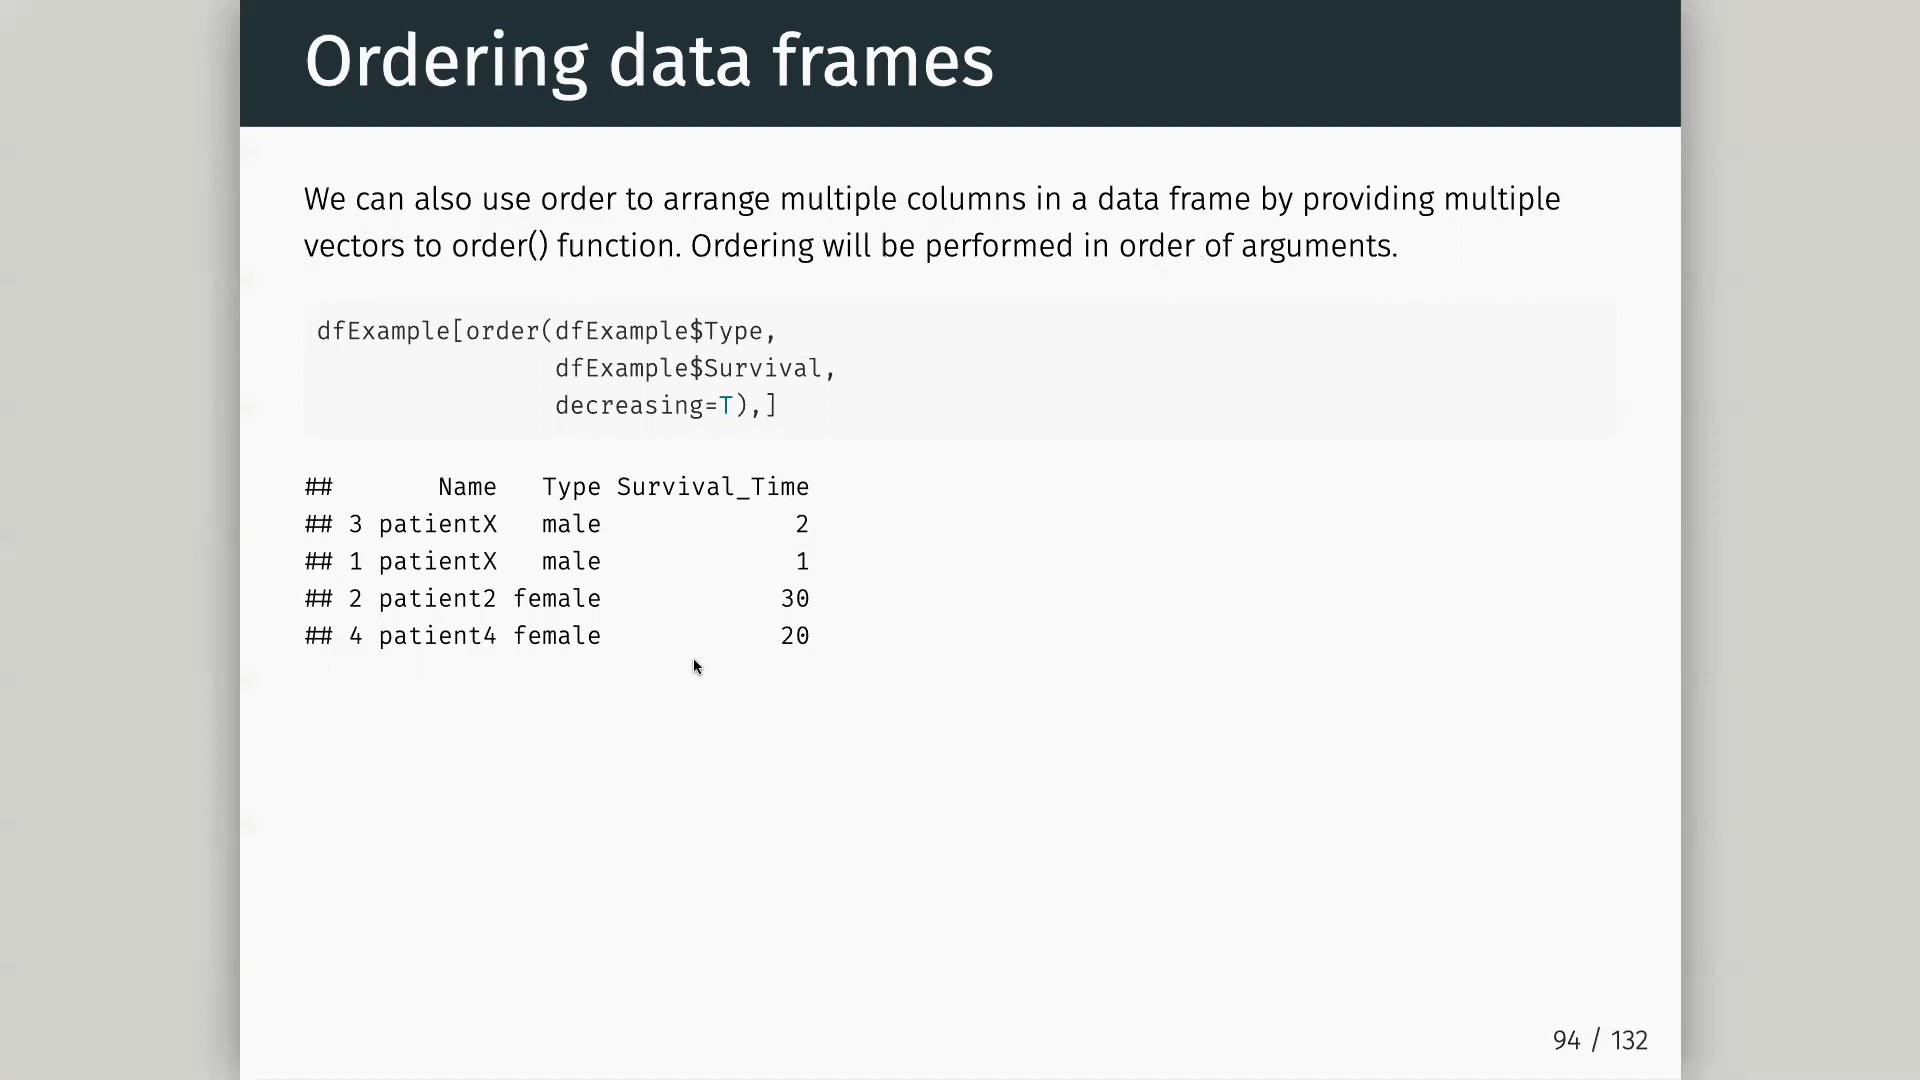 Ordering data frames
We can also use order to arrange multiple columns in a data frame by providing multiple
vectors to order() function. Ordering will be performed in order of arguments.
dfExample[order(dfExample$Type,
dfExample$Survival,
decreasing=T),]
## Name Type Survival_Time
## 3 patientX male 2
## 1 patientX male 1
## 2 patient2 female 30
## 4 patient4 female 20
94 / 132